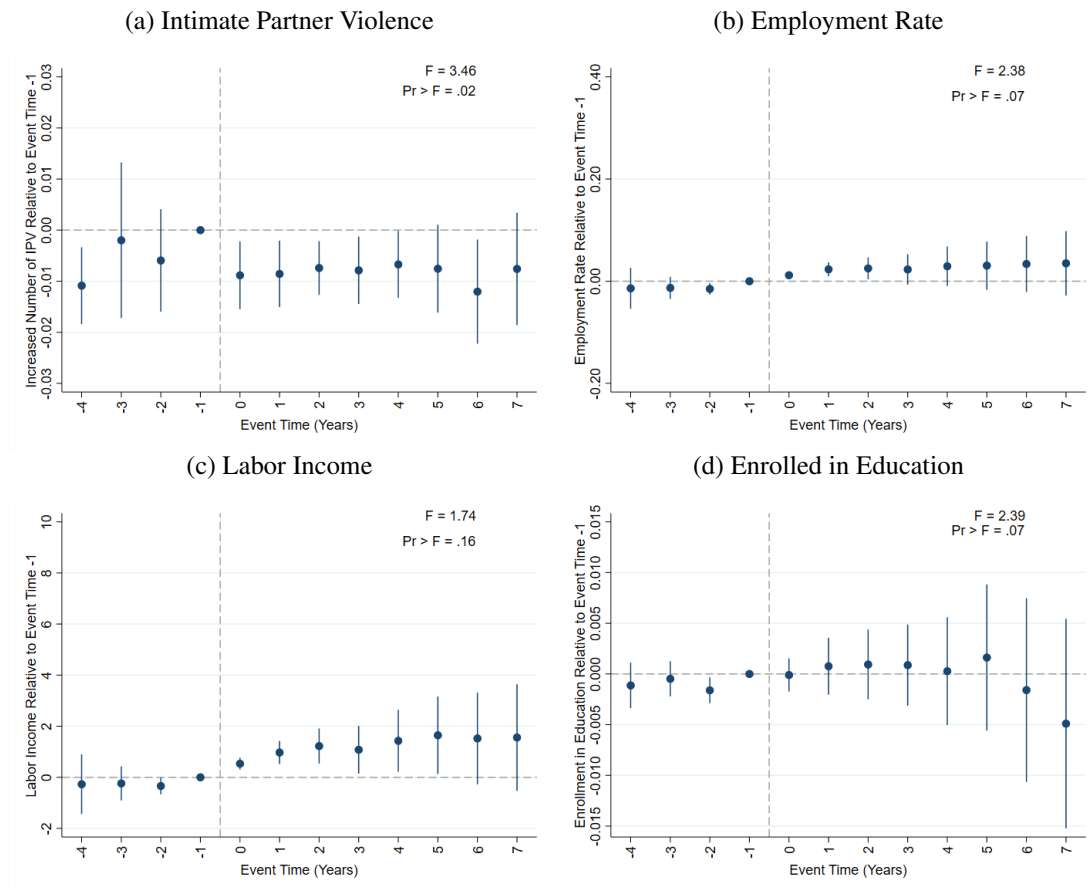 (a) Intimate Partner Violence
Increased Number of IPV Relative to Event Time -1
0.03
0.02
0.01
0.00
-0.01
-0.02
-0.03
F = 3.46
Pr > F = .02
-4 -3 -2 -1 0 1 2 3 4 5 6 7
Event Time (Years)
(b) Employment Rate
Employment Rate Relative to Event Time -1
0.40
0.20
0.00
-0.20
F = 2.38
Pr > F = .07
-4 -3 -2 -1 0 1 2 3 4 5 6 7
Event Time (Years)
(c) Labor Income
Labor Income Relative to Event Time -1
10
8
6
4
2
0
-2
F = 1.74
Pr > F = .16
-4 -3 -2 -1 0 1 2 3 4 5 6 7
Event Time (Years)
(d) Enrolled in Education
Enrollment in Education Relative to Event Time -1
0.015
0.010
0.005
0.000
-0.005
-0.010
-0.015
F = 2.39
Pr > F = .07
-4 -3 -2 -1 0 1 2 3 4 5 6 7
Event Time (Years)